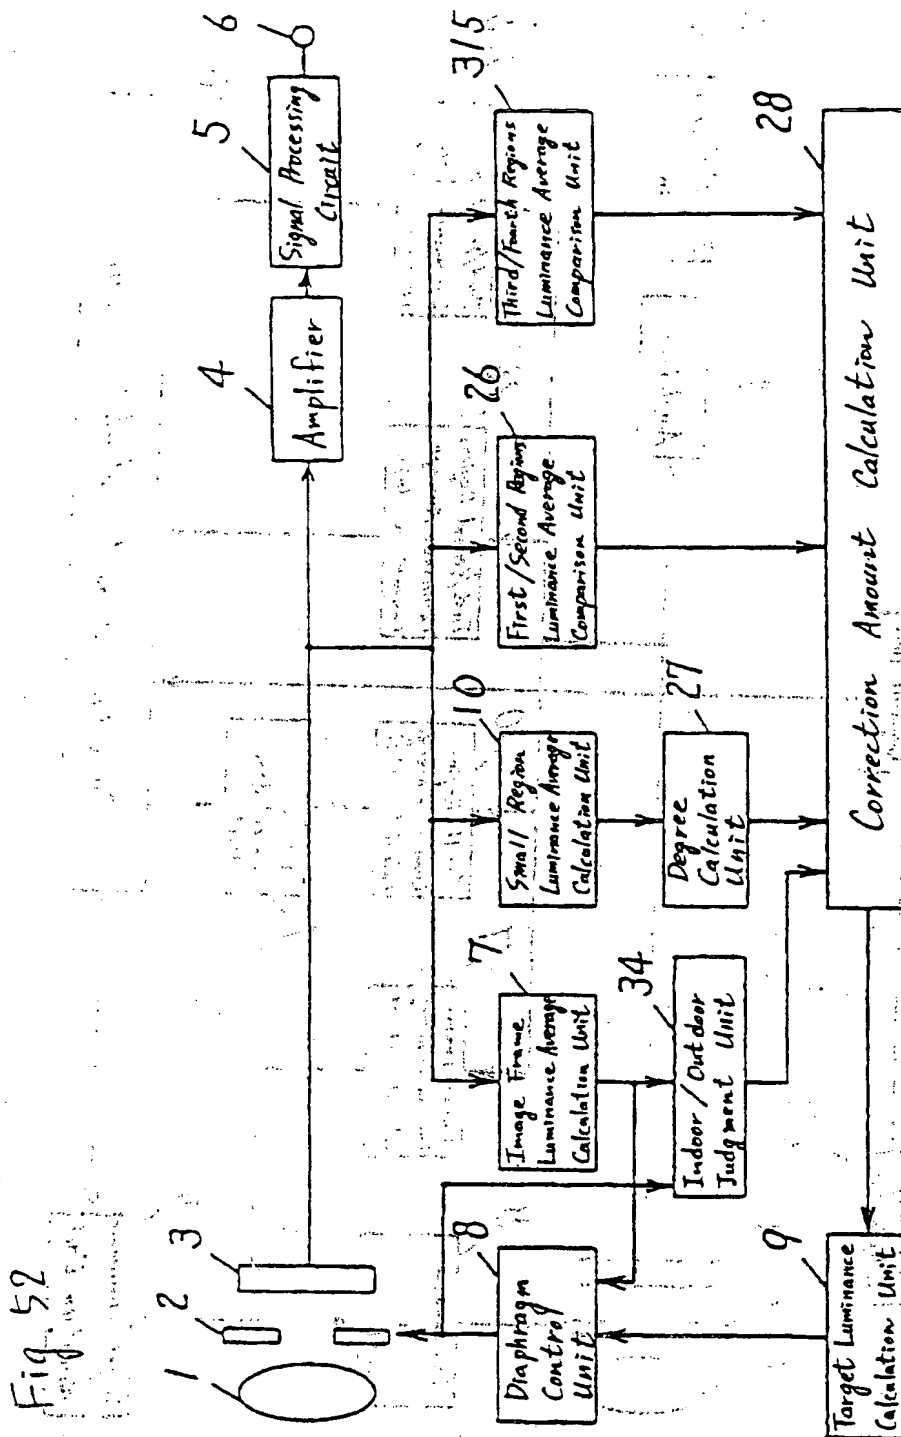 Fig. 52
1
2
3
4
Amplifier
5
Signal Processing
Circuit
6
7
Image Frame
Luminance Average
Calculation Unit
10
Small Region
Luminance Average
Calculation Unit
26
First/Second Regions
Luminance Average
Comparison Unit
315
Third/Fourth Regions
Luminance Average
Comparison Unit
8
Diaphragm
Control
Unit
34
Indoor/Outdoor
Judgment Unit
27
Degree
Calculation
Unit
9
Target Luminance
Calculation Unit
28
Correction Amount Calculation Unit